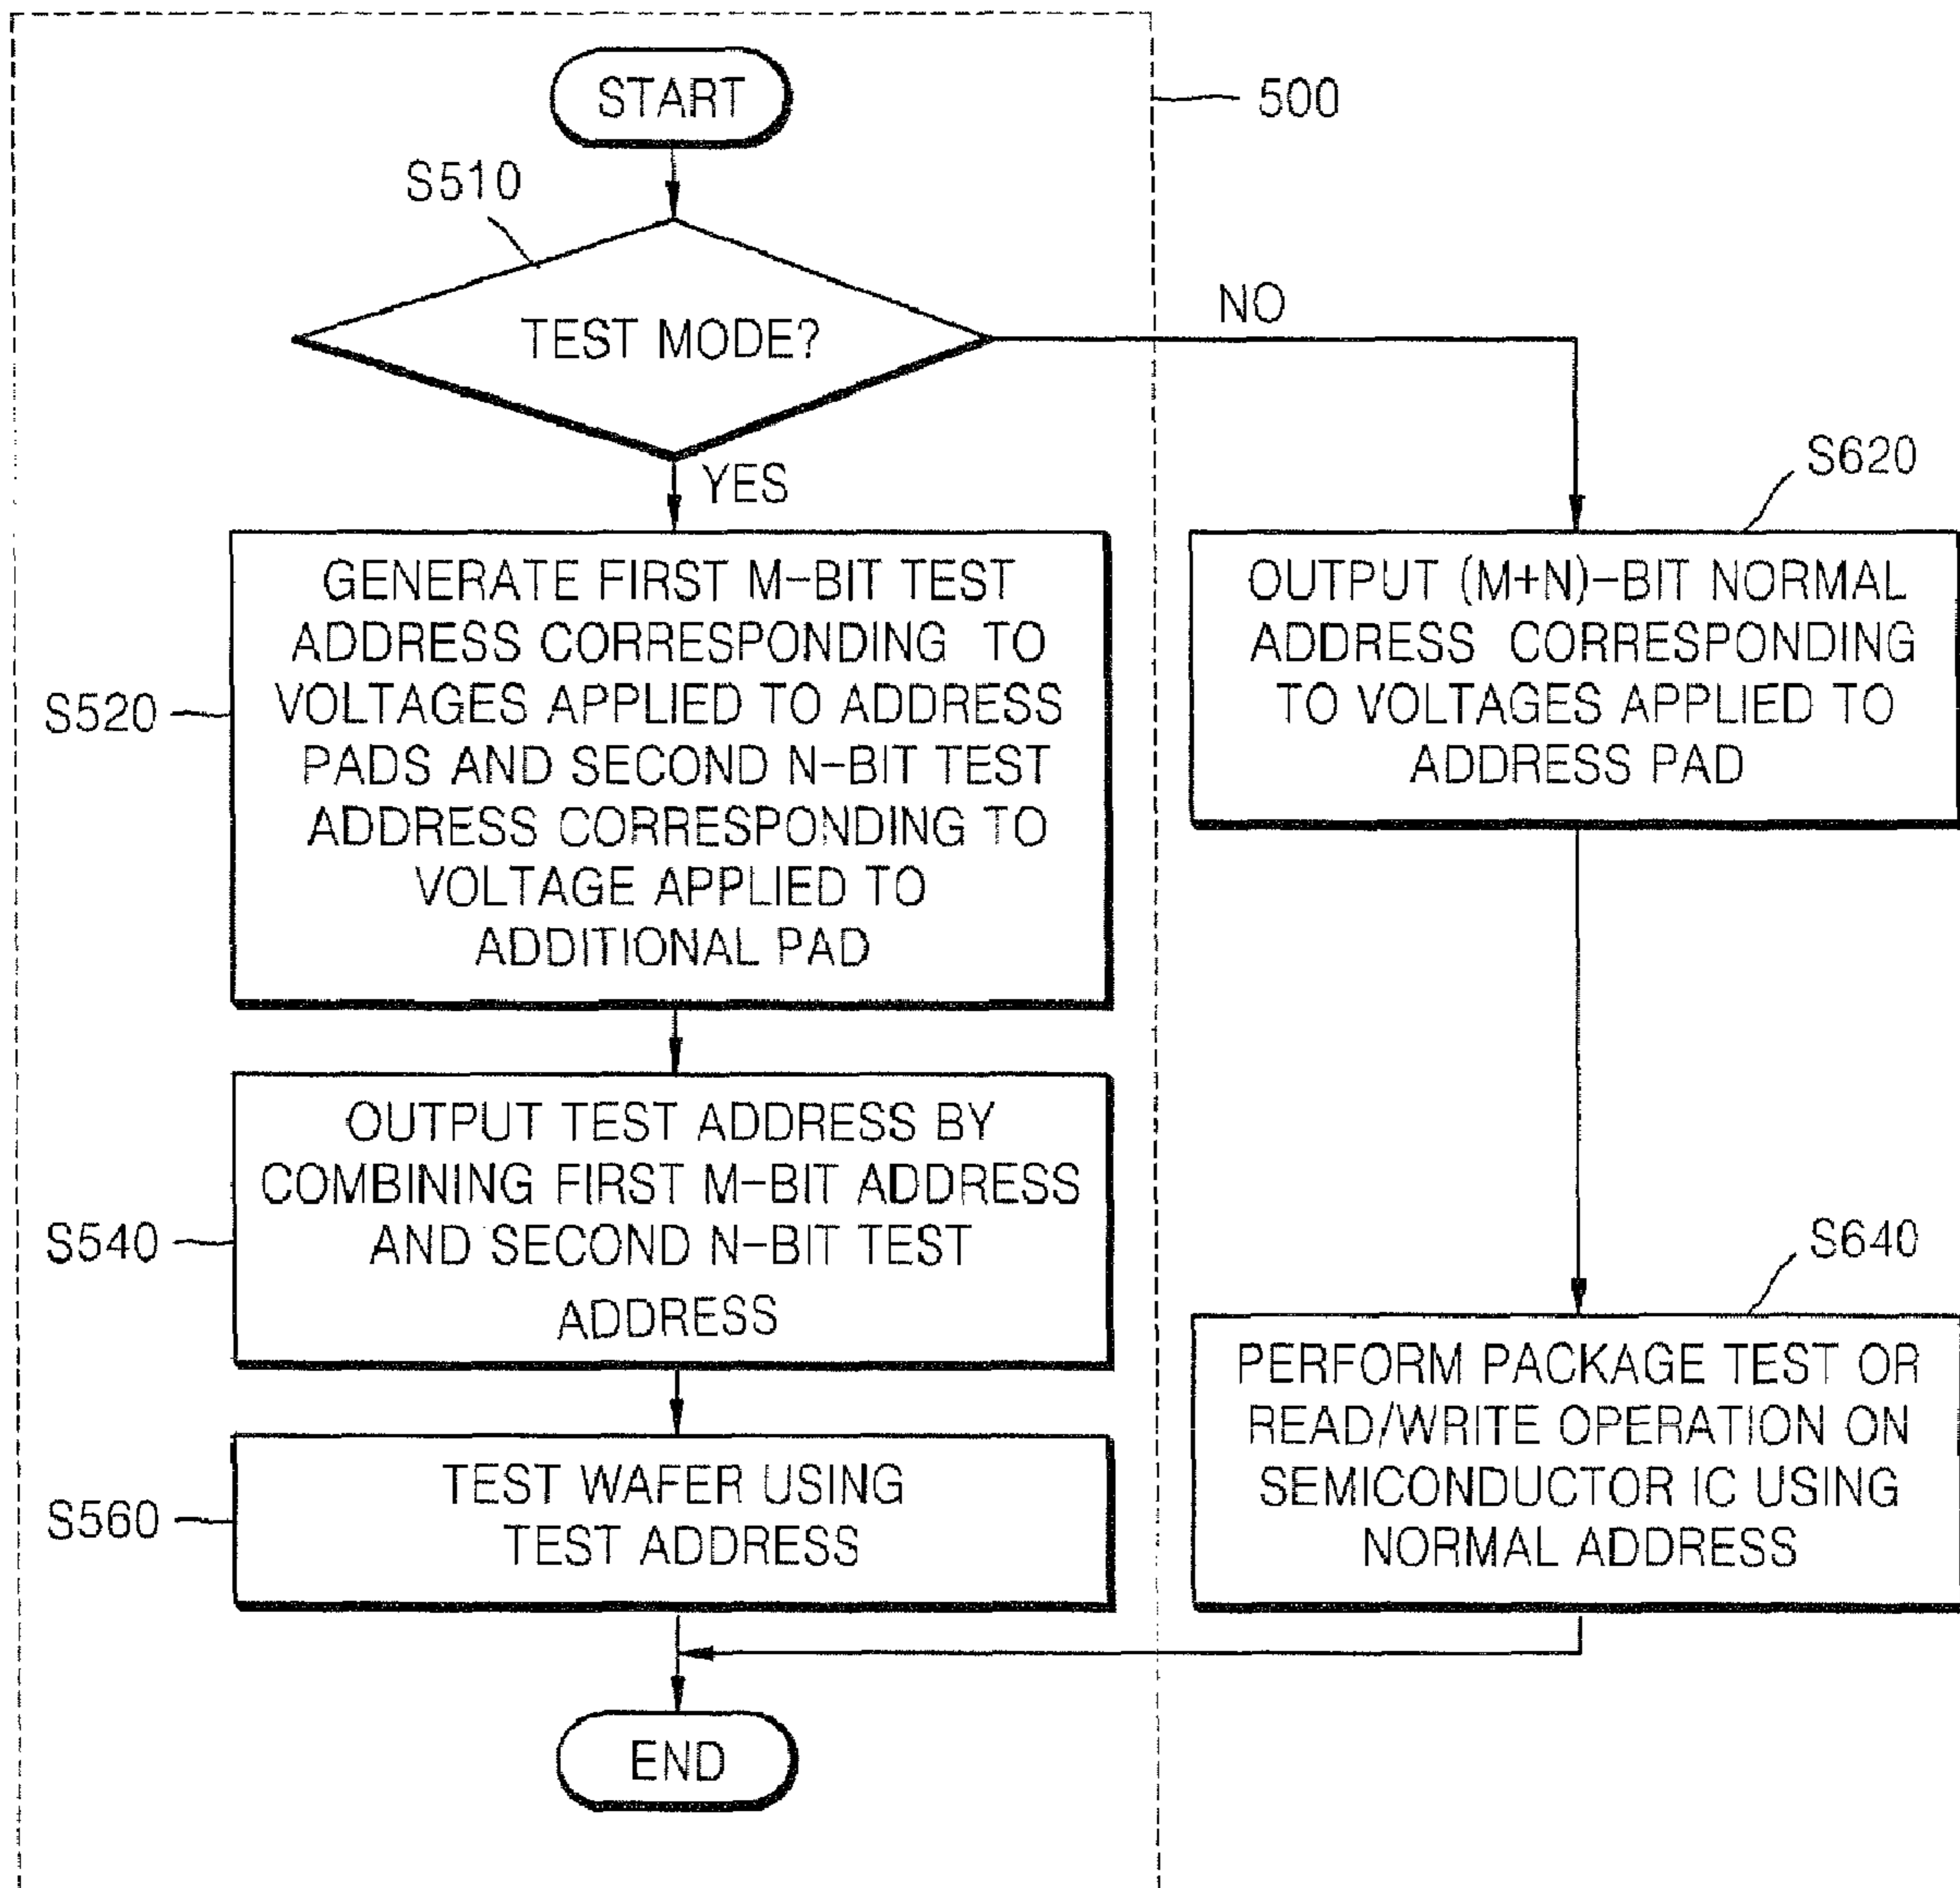 START
500
S510
TEST MODE?
NO
YES
S520
GENERATE FIRST M-BIT TEST
ADDRESS CORRESPONDING TO
VOLTAGES APPLIED TO ADDRESS
PADS AND SECOND N-BIT TEST
ADDRESS CORRESPONDING TO
VOLTAGE APPLIED TO
ADDITIONAL PAD
S620
OUTPUT (M+N)-BIT NORMAL
ADDRESS CORRESPONDING
TO VOLTAGES APPLIED TO
ADDRESS PAD
S540
OUTPUT TEST ADDRESS BY
COMBINING FIRST M-BIT ADDRESS
AND SECOND N-BIT TEST
ADDRESS
S640
PERFORM PACKAGE TEST OR
READ/WRITE OPERATION ON
SEMICONDUCTOR IC USING
NORMAL ADDRESS
S560
TEST WAFER USING
TEST ADDRESS
END